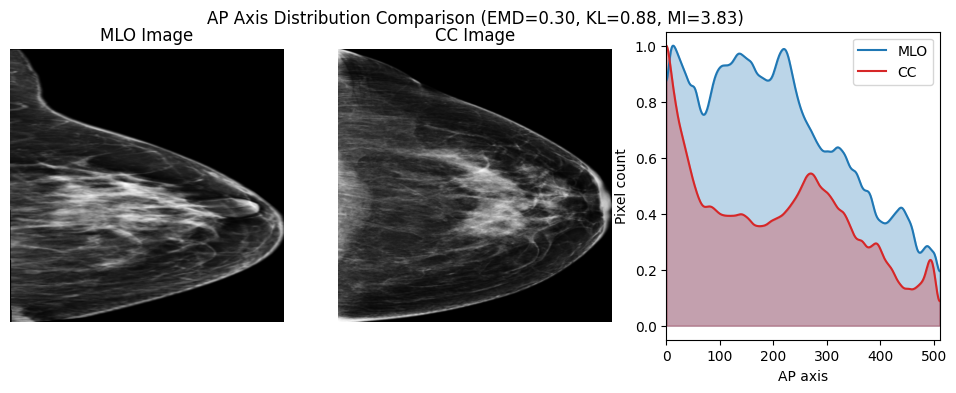 AP Axis Distribution Comparison (EMD=0.30, KL=0.88, MI=3.83)
MLO Image
CC Image
MLO
CC
Pixel count
1.0
0.8
0.6
0.4
0.2
0.0
0 100 200 300 400 500
AP axis